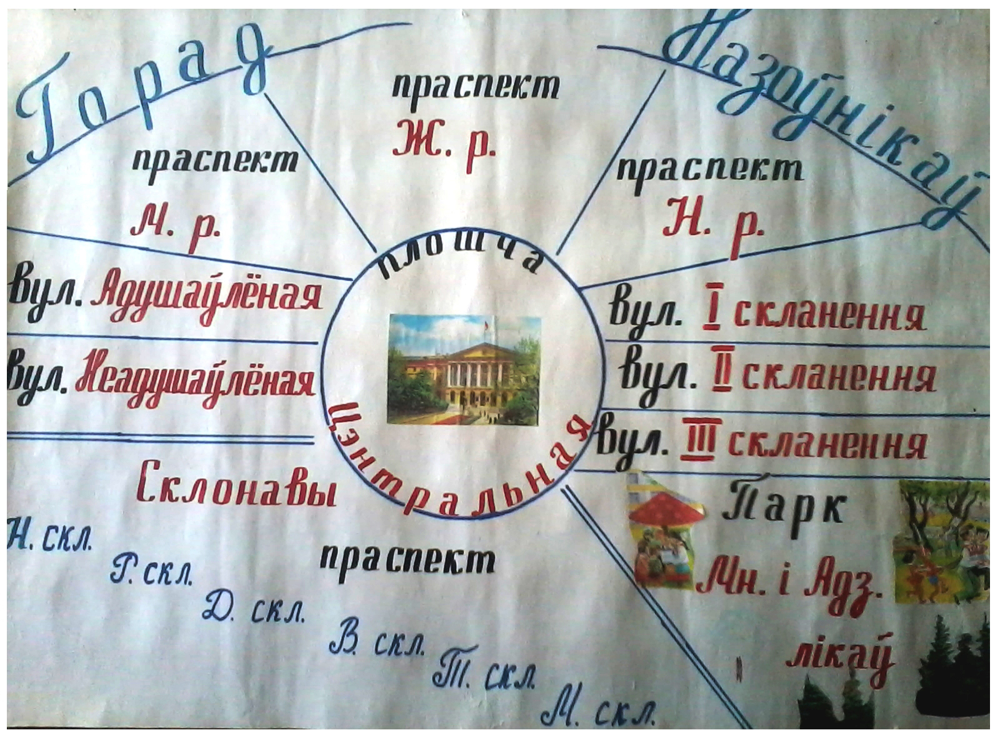 Горад Назоўнікаў
праспект
Ж. р.
праспект
М. р.
праспект
Н. р.
плошча
Цэнтральная
вул. Адушаўлёная
вул. Неадушаўлёная
вул. I скланення
вул. II скланення
вул. III скланення
Склонавы
праспект
Н. скл.
Р. скл.
Д. скл.
В. скл.
Т. скл.
М. скл.
Парк
Мн. і Адз.
лікаў